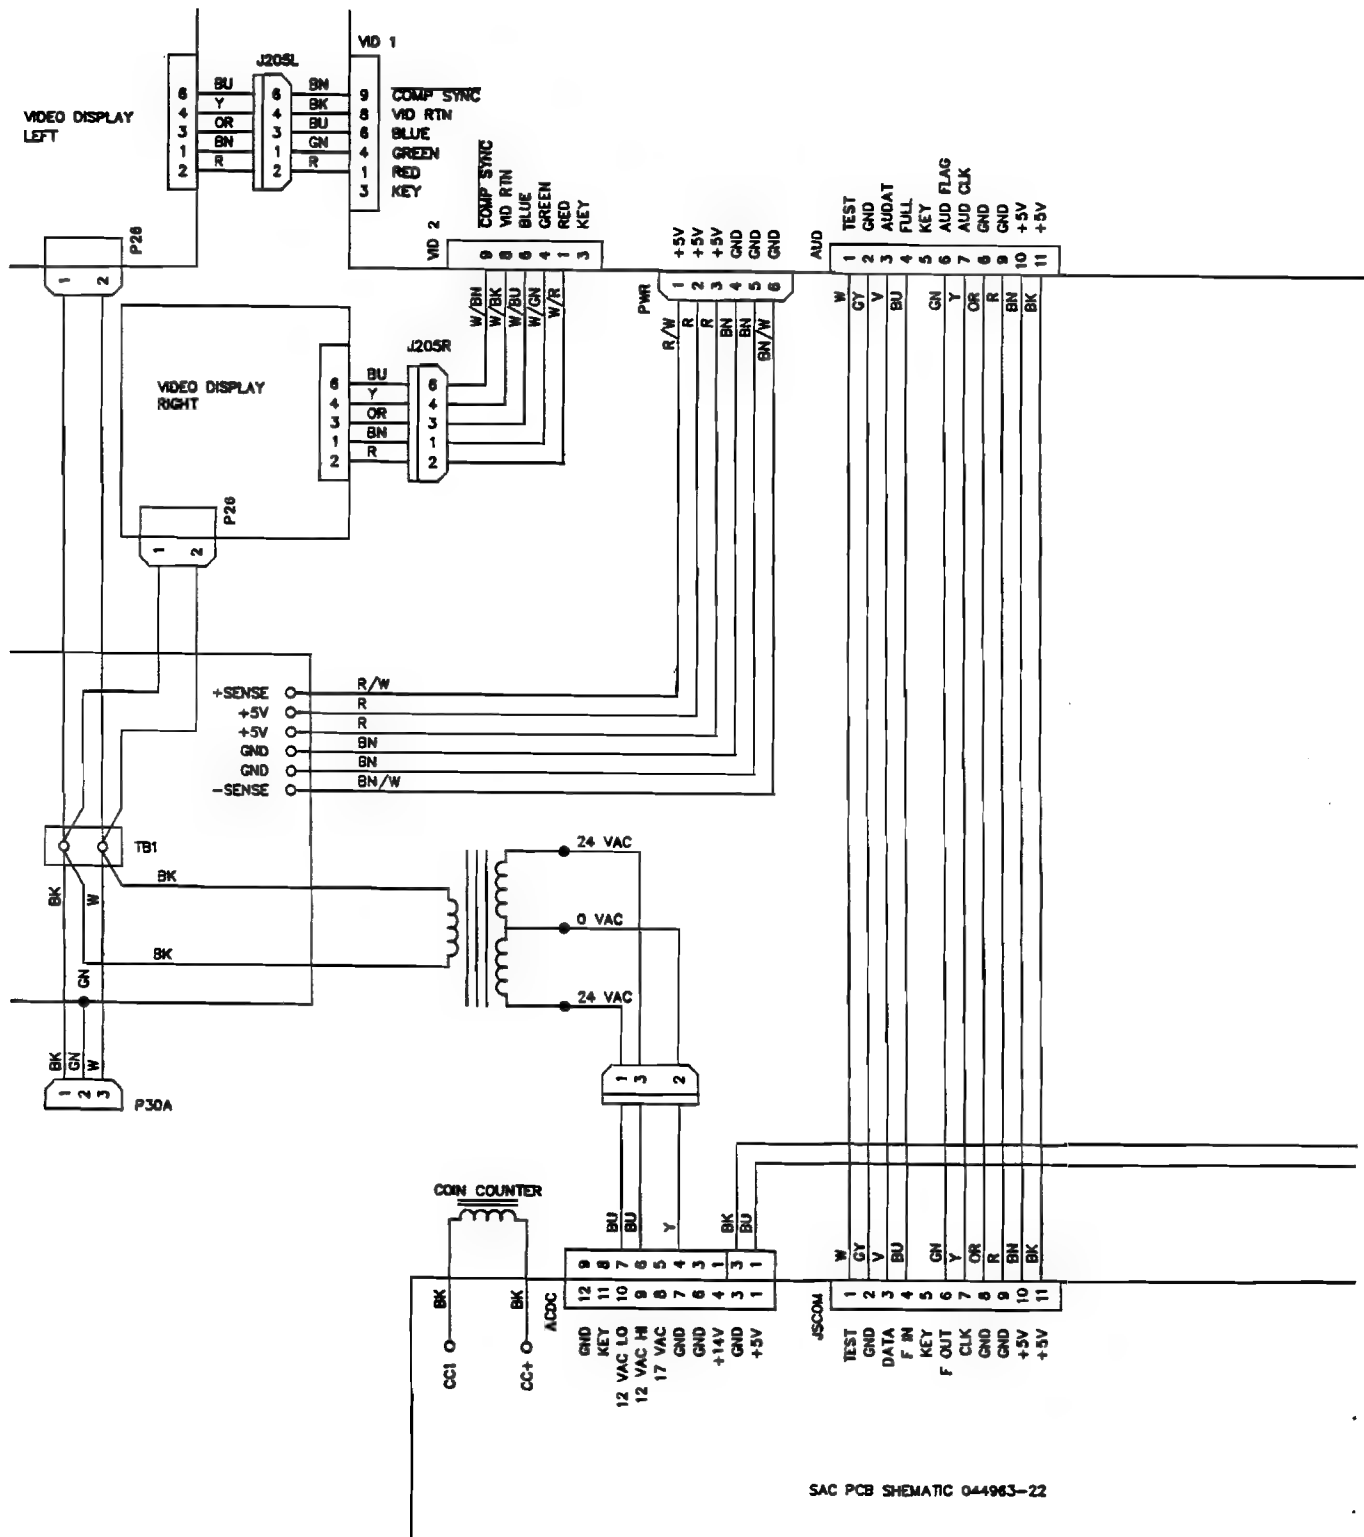 VID 1
J205L
VIDEO DISPLAY
LEFT
6 BU 6 BN 9 COMP SYNC
4 Y 4 BK 8 VID RTN
3 OR 3 BU 6 BLUE
1 BN 1 GN 4 GREEN
2 R 2 R 1 RED
3 KEY
P26
1 2
VID 2
COMP SYNC VID RTN BLUE GREEN RED KEY
9 8 6 4 1 3
W/BN W/BK W/BU W/GN W/R
PWR
+5V +5V +5V GND GND GND
1 2 3 4 5 6
R/W R R BN BN BN/W
AUD
TEST GND AUDAT FULL KEY AUD FLAG AUD CLK GND GND +5V +5V
1 2 3 4 5 6 7 8 9 10 11
W GY V BU GN Y OR R BN BK
J205R
VIDEO DISPLAY
RIGHT
6 BU 6
4 Y 4
3 OR 3
1 BN 1
2 R 2
P26
1 2
+SENSE R/W
+5V R
+5V R
GND BN
GND BN
-SENSE BN/W
TB1
BK W
BK
BK
GN
24 VAC
0 VAC
24 VAC
BK GN W
1 2 3
P30A
1 3 2
COIN COUNTER
BU BU Y BK BU
BK BK
CC1 CC+
ACDC
9 8 7 6 5 4 3 1 3 1
12 11 10 9 8 7 6 4 3 1
GND KEY 12 VAC LO 12 VAC HI 17 VAC GND GND +14V GND +5V
W GY V BU GN Y OR R BN BK
JSCOM
1 2 3 4 5 6 7 8 9 10 11
TEST GND DATA F IN KEY F OUT CLK GND GND +5V +5V
SAC PCB SHEMATIC 044963-22